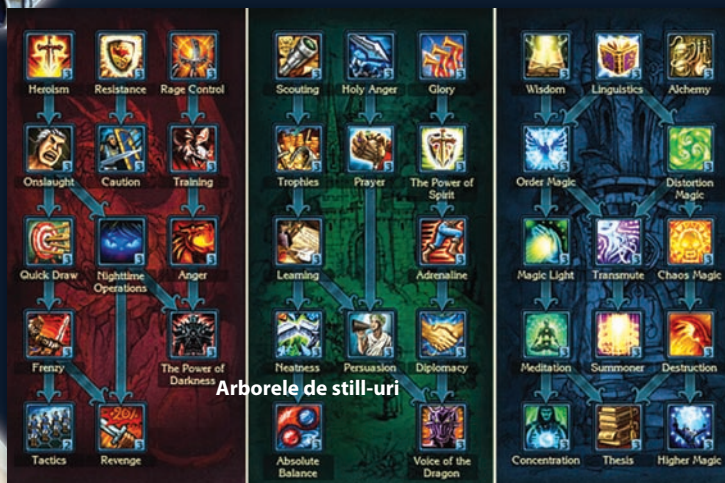 Heroism Resistance Rage Control
Scouting Holy Anger Glory
Wisdom Linguistics Alchemy
Onslaught Caution Training
Trophies Prayer The Power of
Spirit
Order Magic Distortion
Magic
Quick Draw Nighttime Anger
Operations
Learning Adrenaline
Magic Light Transmute Chaos Magic
Frenzy The Power of
Darkness
Neatness Persuasion Diplomacy
Meditation Summoner Destruction
Arborele de still-uri
Tactics -20% Revenge
Absolute Voice of the
Balance Dragon
Concentration Thesis Higher Magic